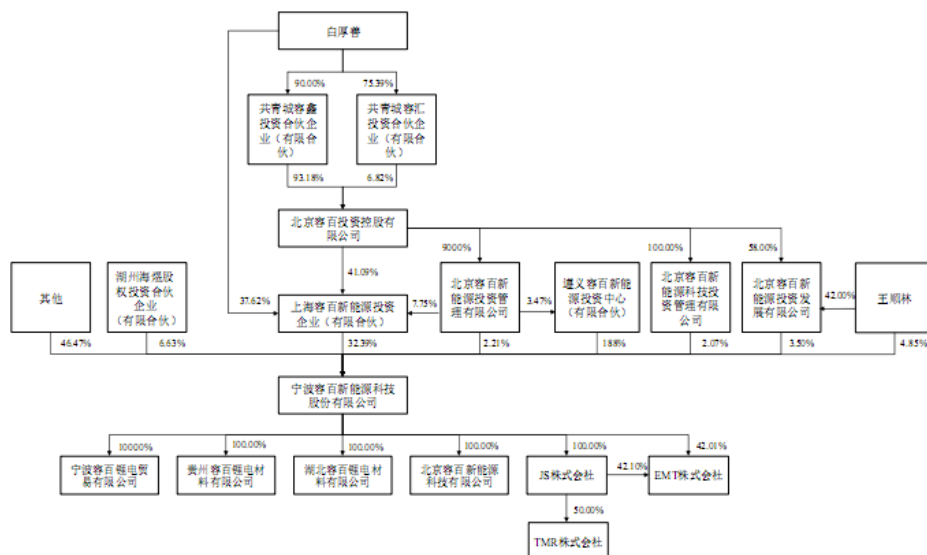 白厚善
90.00%
75.39%
共青城容鑫
投资合伙企
业（有限合
伙）
共青城容汇
投资合伙企
业（有限合
伙）
93.18%
6.82%
北京容百投资控股有
限公司
9000%
100.00%
58.00%
其他
湖州海煜股
权投资合伙企
业
（有限合伙）
37.62%
41.09%
上海容百新能源投资
企业（有限合伙）
7.75%
北京容百新
能源投资管
理有限公司
3.47%
遵义容百新能
源投资中心
（有限合伙）
北京容百新
能源科技投
资管理有限公
司
北京容百新
能源投资发
展有限公司
42.00%
王顺林
46.47%
6.63%
32.39%
2.21%
188%
2.07%
3.50%
4.85%
宁波容百新能源科技
股份有限公司
10000%
100.00%
100.00%
100.00%
100.00%
42.01%
宁波容百锂电贸
易有限公司
贵州容百锂电材
料有限公司
湖北容百锂电材
料有限公司
北京容百新能源
科技有限公司
JS株式会社
42.10%
EMT株式会社
50.00%
TMR株式会社